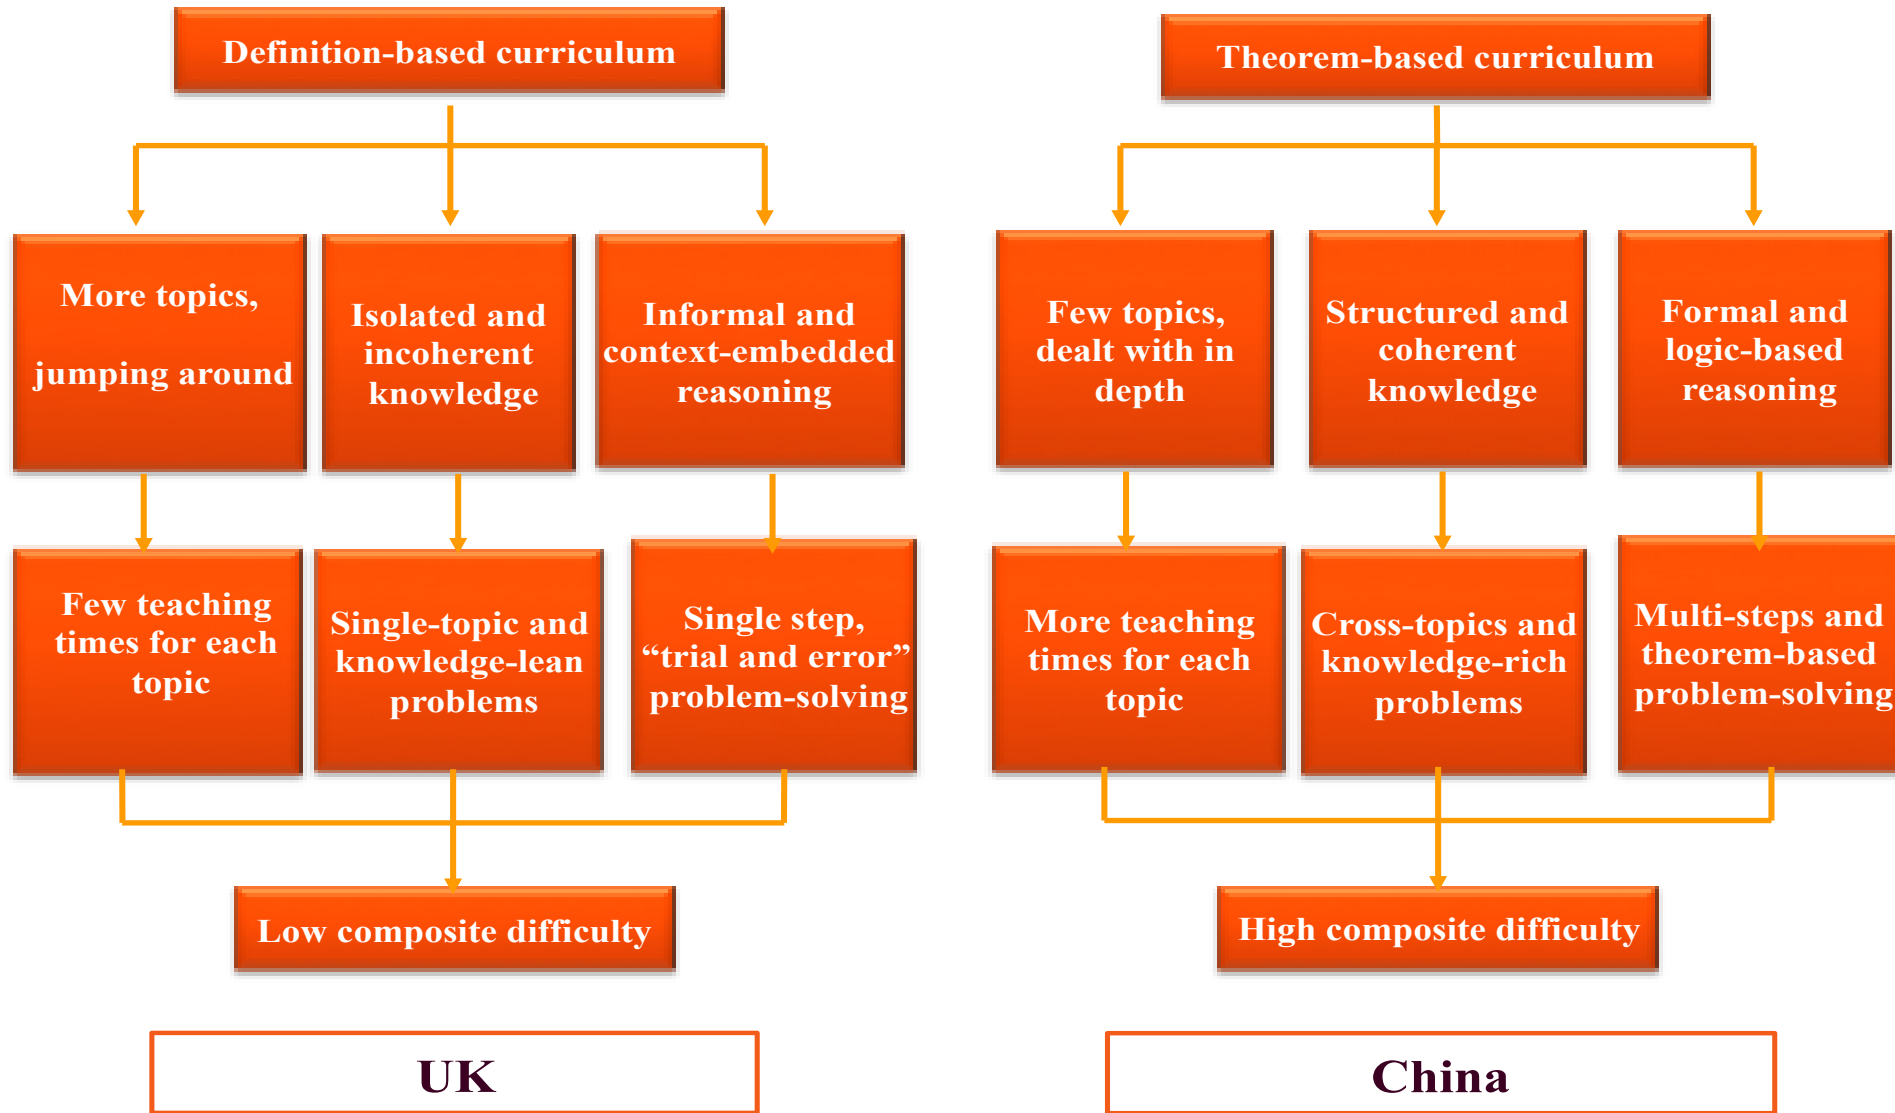 Definition-based curriculum
More topics,
jumping around
Isolated and
incoherent
knowledge
Informal and
context-embedded
reasoning
Few teaching
times for each
topic
Single-topic and
knowledge-lean
problems
Single step,
“trial and error”
problem-solving
Low composite difficulty
UK
Theorem-based curriculum
Few topics,
dealt with in
depth
Structured and
coherent
knowledge
Formal and
logic-based
reasoning
More teaching
times for each
topic
Cross-topics and
knowledge-rich
problems
Multi-steps and
theorem-based
problem-solving
High composite difficulty
China